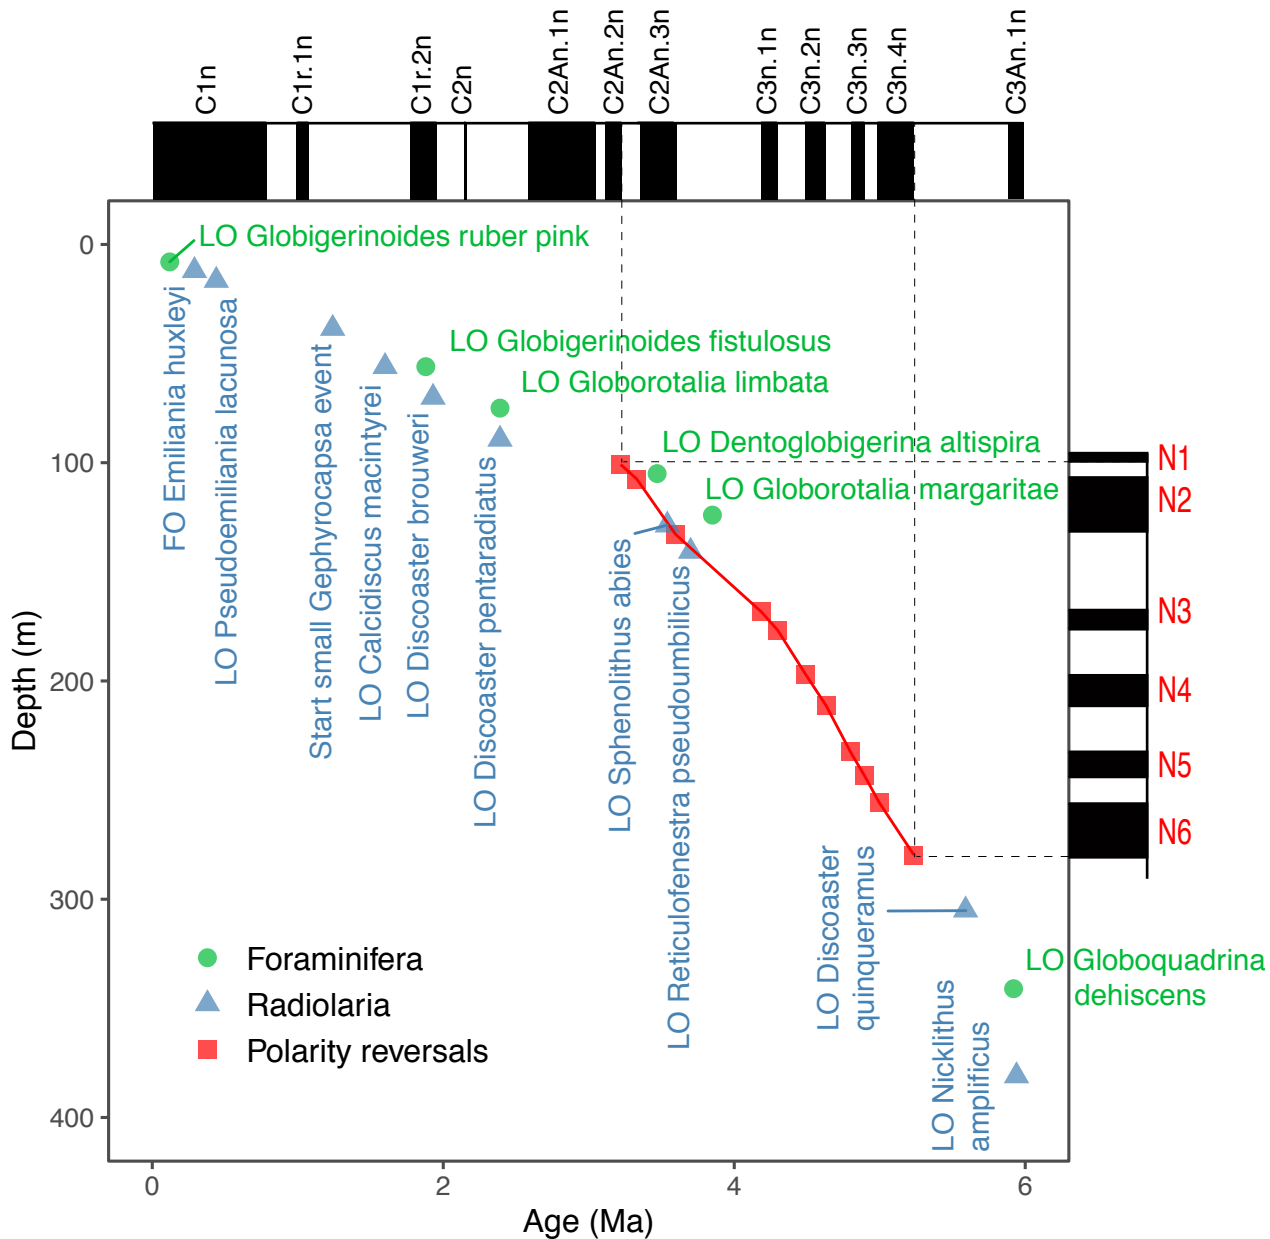 C1n
C1r.1n
C1r.2n
C2n
C2An.1n
C2An.2n
C2An.3n
C3n.1n
C3n.2n
C3n.3n
C3n.4n
C3An.1n
0
100
200
300
400
Depth (m)
LO Globigerinoides ruber pink
FO Emiliania huxleyi
LO Pseudoemiliania lacunosa
Start small Gephyrocapsa event
LO Calcidiscus macintyrei
LO Discoaster brouweri
LO Globigerinoides fistulosus
LO Globorotalia limbata
LO Discoaster pentaradiatus
LO Dentoglobigerina altispira
LO Globorotalia margaritae
LO Sphenolithus abies
LO Reticulofenestra pseudoumbilicus
LO Discoaster
quinqueramus
LO Globoquadrina
dehiscens
LO Nicklithus
amplificus
N1
N2
N3
N4
N5
N6
Foraminifera
Radiolaria
Polarity reversals
0
2
4
6
Age (Ma)